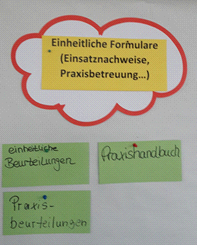 Einheitliche Formulare
(Einsatznachweise,
Praxisbetreuung...)
einheitliche
Beurteilungen
Praxishandbuch
Praxis-
beurteilungen